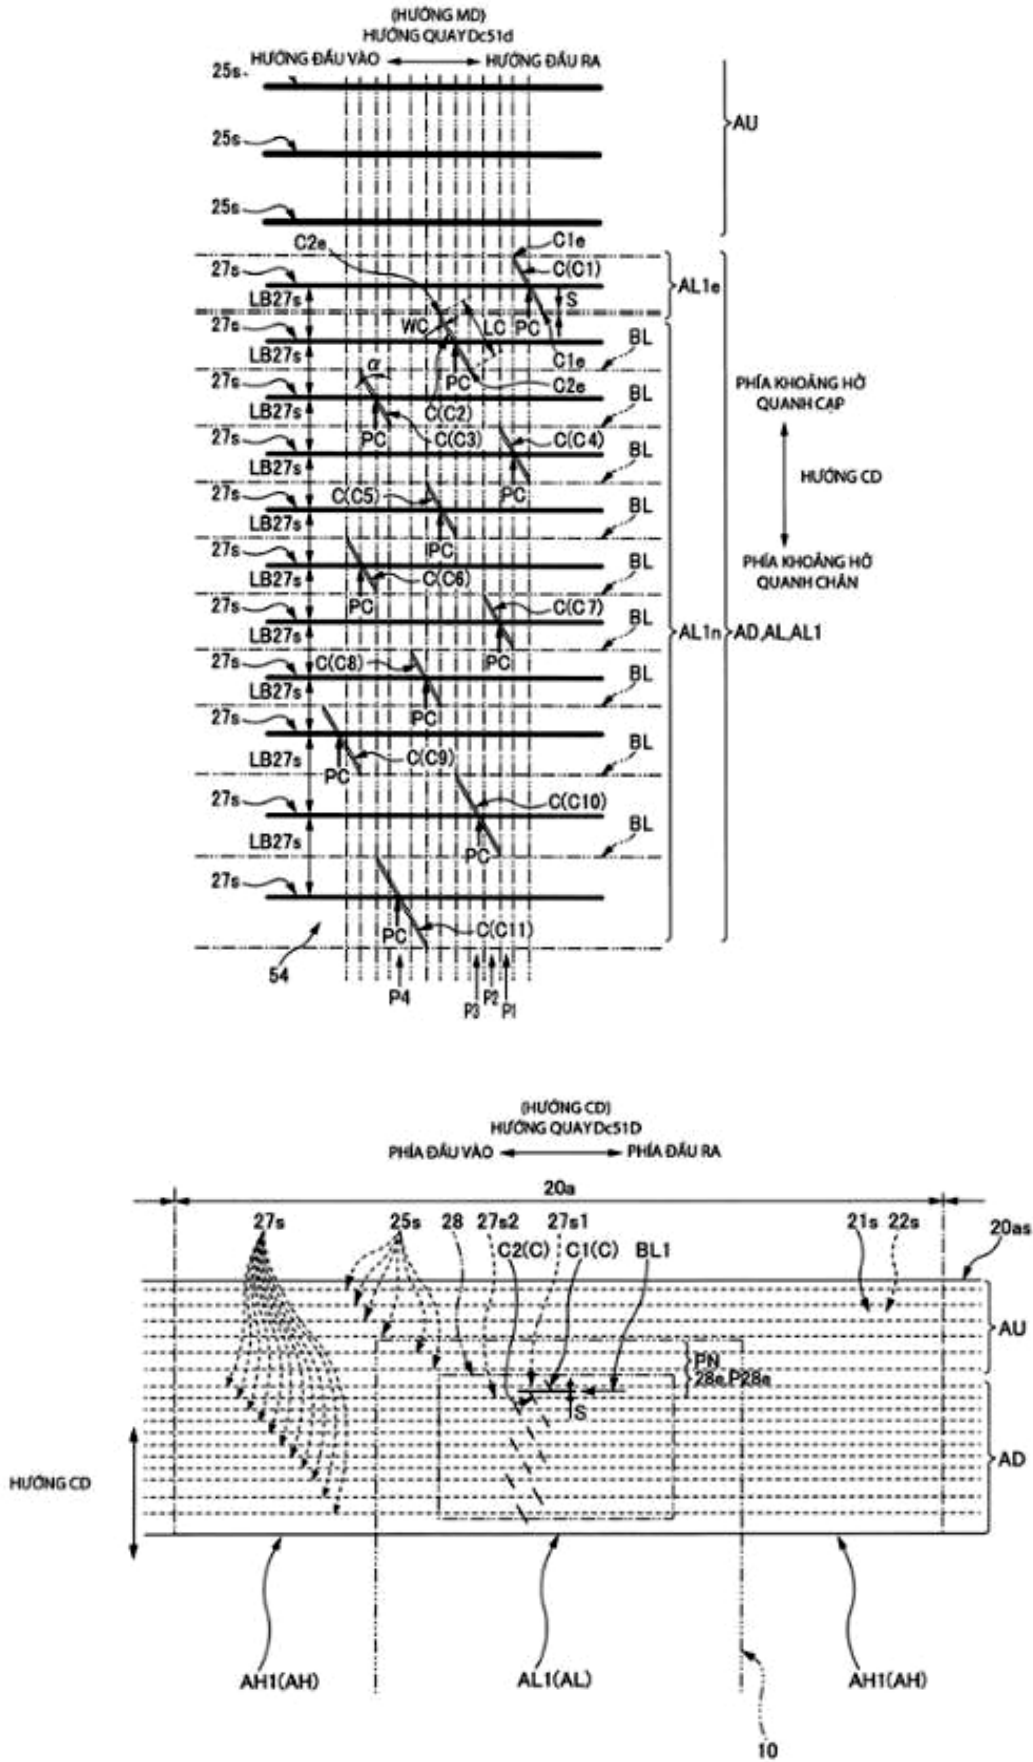 (HƯỚNG MD)
HƯỚNG QUAY Dc51d
HƯỚNG ĐẦU VÀO HƯỚNG ĐẦU RA
25s
AU
25s
25s
C2e C1e
27s C(C1)
AL1e
LB27s S
27s WC LC PC BL
LB27s C1e
α PC C2e
27s BL
PHÍA KHOẢNG HỞ
QUANH CẠP
LB27s C(C2)
PC C(C3) C(C4)
27s BL
LB27s HƯỚNG CD
C(C5) PC
27s BL
LB27s PC
27s BL
PHÍA KHOẢNG HỞ
QUANH CHÂN
LB27s C(C6)
PC C(C7)
27s BL
AL1n AD,AL,AL1
LB27s C(C8) PC
27s BL
LB27s PC
27s BL
LB27s C(C9)
PC
27s C(C10)
BL
LB27s PC
27s
PC C(C11)
54
P4 P3 P2 P1
(HƯỚNG CD)
HƯỚNG QUAY Dc51D
PHÍA ĐẦU VÀO PHÍA ĐẦU RA
20a
27s 25s 28 27s2 27s1 21s 22s 20as
C2(C) C1(C) BL1
AU
PN
28e,P28e
S
AD
HƯỚNG CD
AH1(AH) AL1(AL) AH1(AH)
10